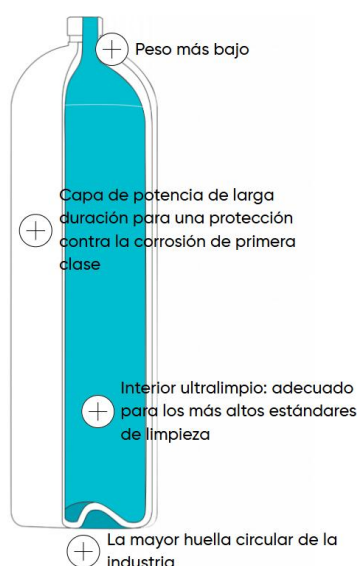 Peso más bajo
Capa de potencia de larga
duración para una protección
contra la corrosión de primera
clase
Interior ultralimpio: adecuado
para los más altos estándares
de limpieza
La mayor huella circular de la
industria